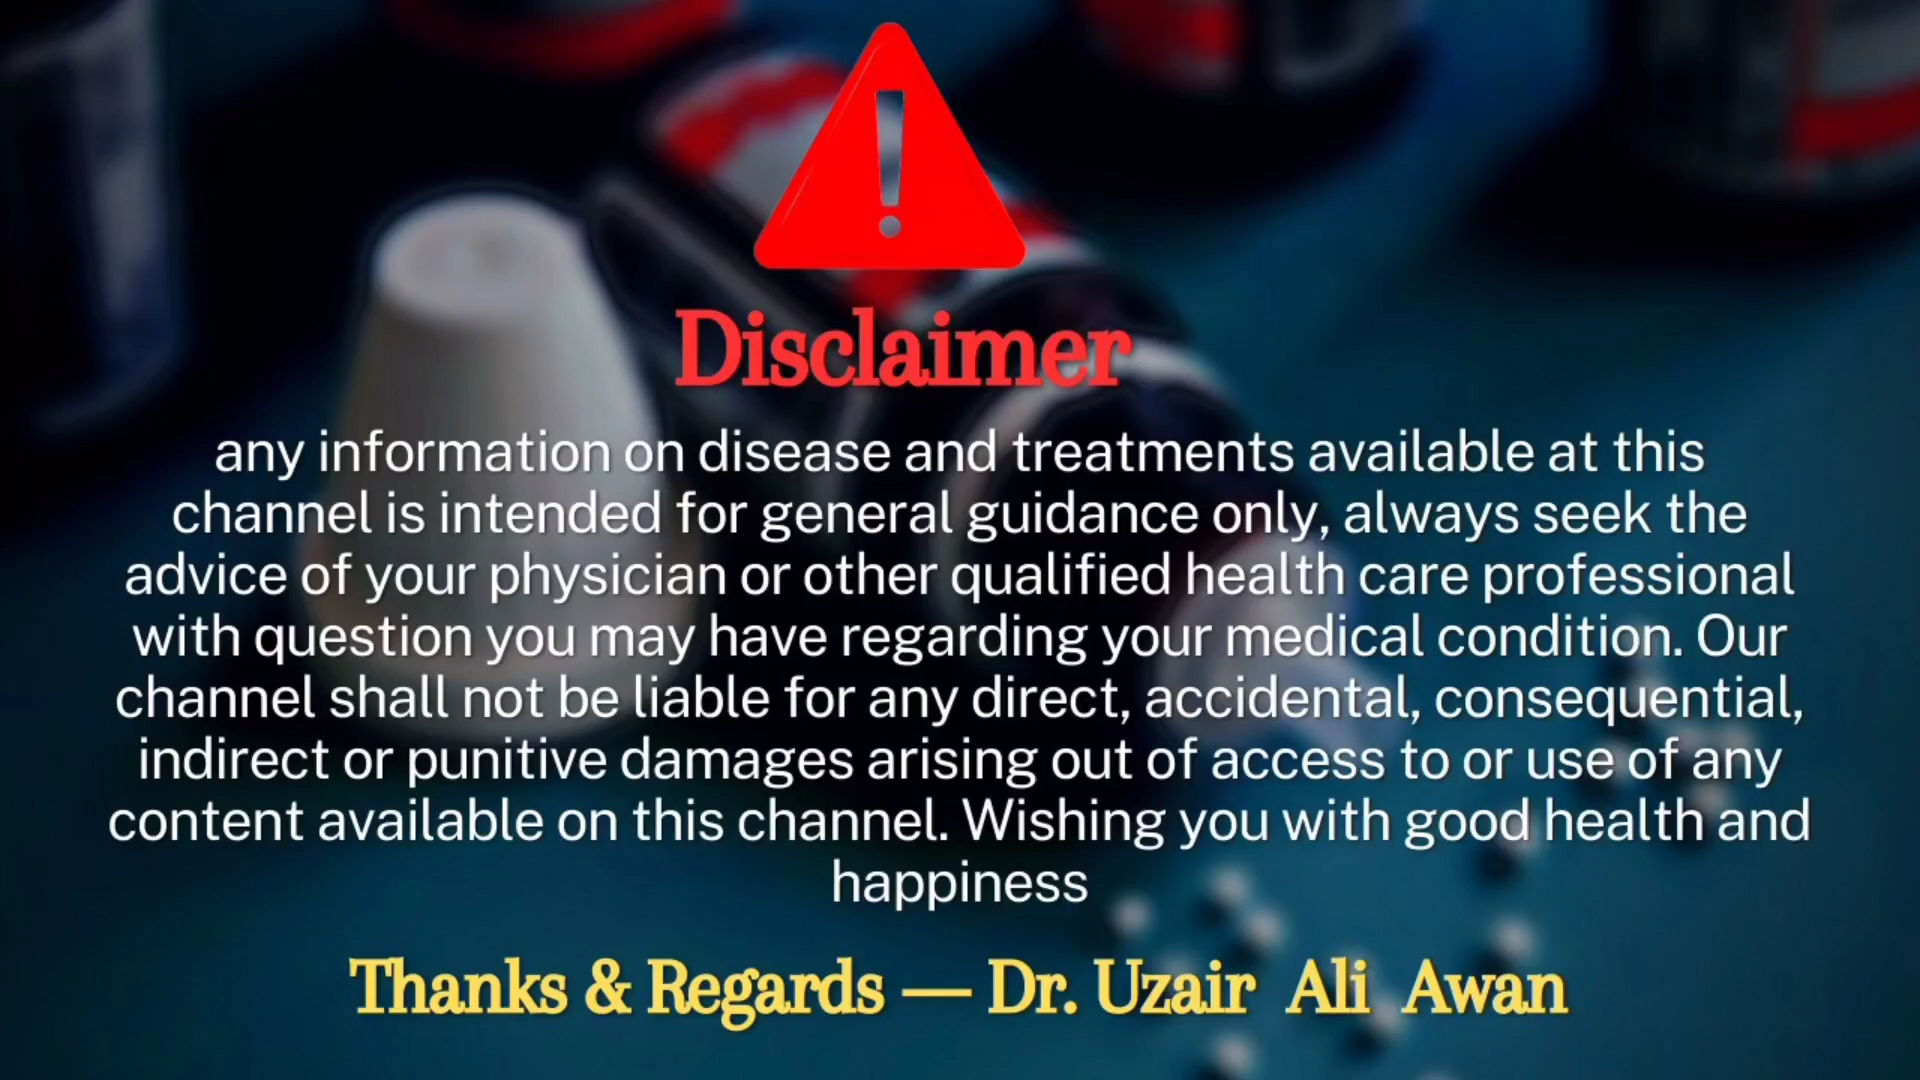 Disclaimer
any information on disease and treatments available at this
channel is intended for general guidance only, always seek the
advice of your physician or other qualified health care professional
with question you may have regarding your medical condition. Our
channel shall not be liable for any direct, accidental, consequential,
indirect or punitive damages arising out of access to or use of any
content available on this channel. Wishing you with good health and
happiness
Thanks & Regards — Dr. Uzair Ali Awan